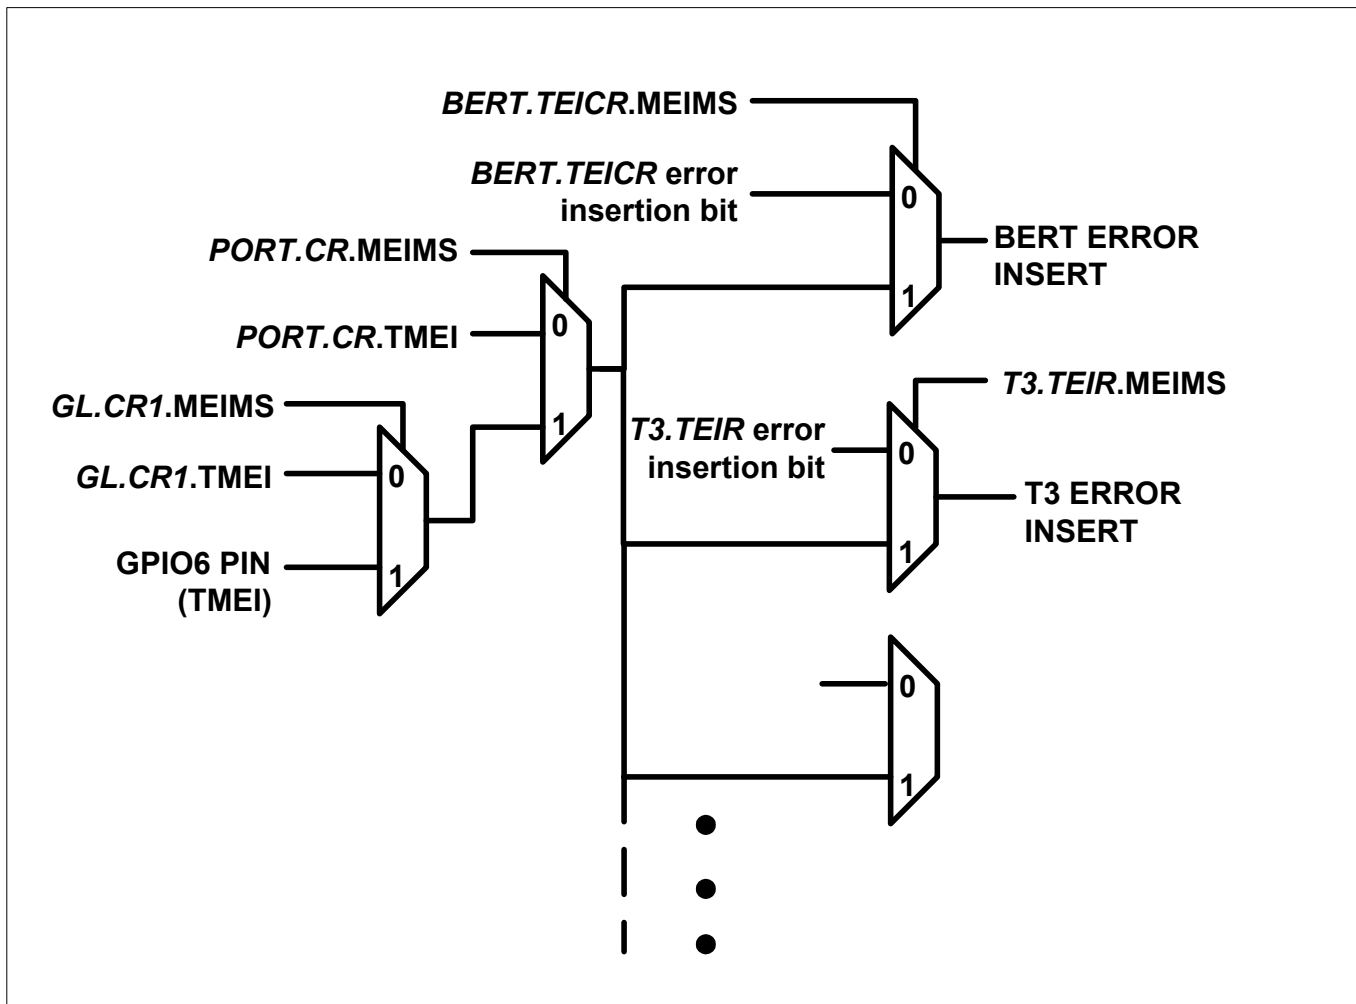 BERT.TEICR.MEIMS
BERT.TEICR error
insertion bit
0
1
BERT ERROR
INSERT
PORT.CR.MEIMS
PORT.CR.TMEI
0
1
GL.CR1.MEIMS
GL.CR1.TMEI
GPIO6 PIN
(TMEI)
0
1
T3.TEIR.MEIMS
T3.TEIR error
insertion bit
0
1
T3 ERROR
INSERT
0
1